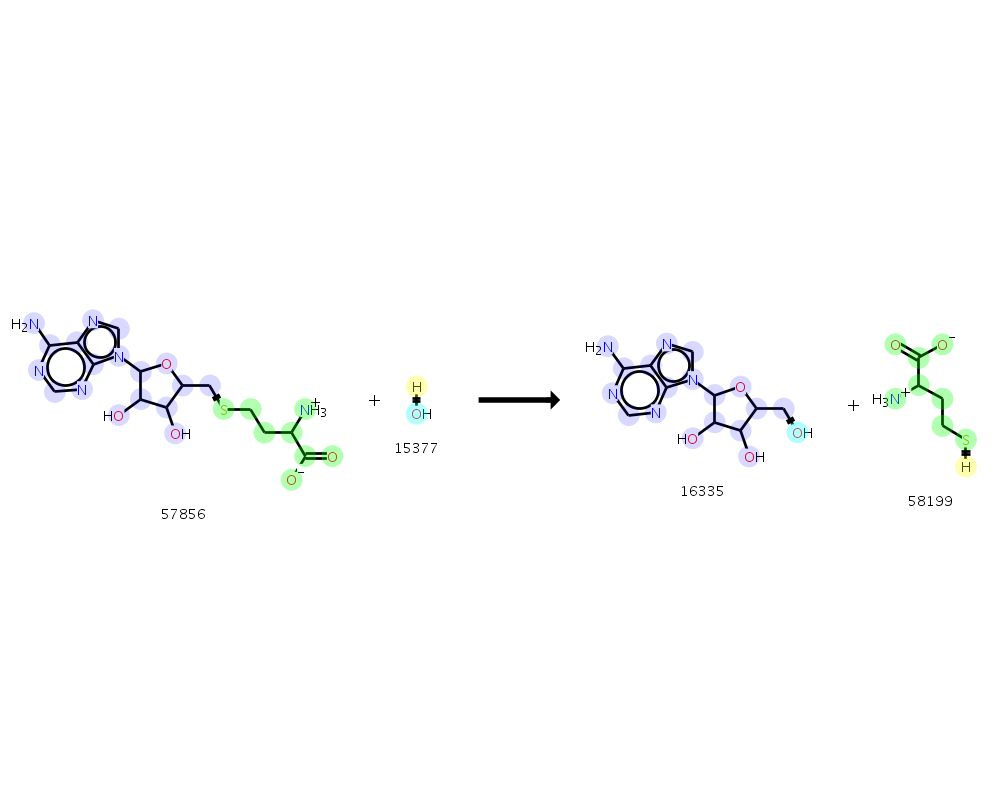 H2N N N N N O HO OH S NH3+ O O- 57856
+
H OH 15377
H2N N N N N O HO OH OH 16335
+
O O- H3N+ S H 58199